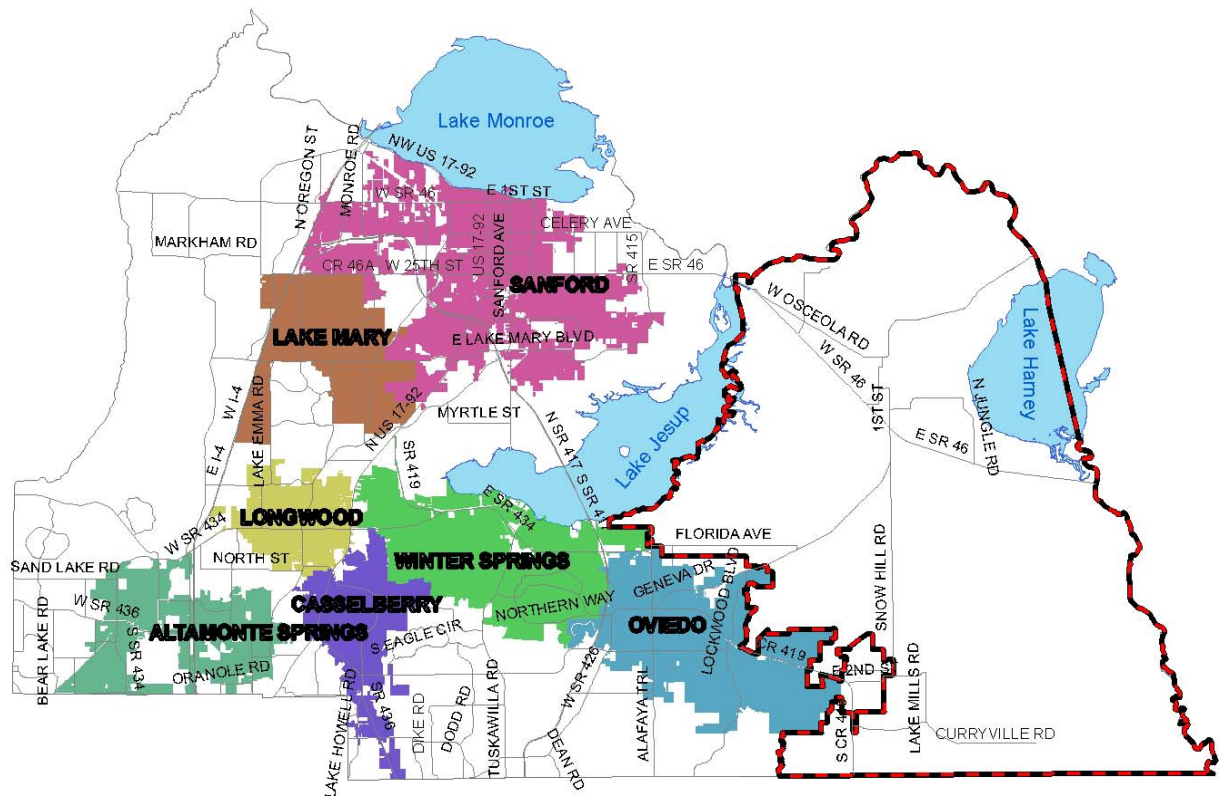 Lake Monroe
NW US 17-92
N OREGON ST
MONROE RD
W SR 46
E 1ST ST
CELERY AVE
MARKHAM RD
US 17-92
SANFORD AVE
SR 415
CR 46A
W 25TH ST
E SR 46
SANFORD
W OSCEOLA RD
Lake Harney
LAKE MARY
E LAKE MARY BLVD
W SR 46
W I-4
LAKE EMMA RD
N US 17-92
MYRTLE ST
1ST ST
N JUNGLE RD
E SR 46
E I-4
SR 419
N SR 417
S SR 4
Lake Jesup
LONGWOOD
E SR 434
W SR 434
FLORIDA AVE
NORTH ST
WINTER SPRINGS
SAND LAKE RD
GENEVA DR
LOCKWOOD BLVD
SNOW HILL RD
W SR 436
CASSELBERRY
NORTHERN WAY
ALTAMONTE SPRINGS
OVIEDO
BEAR LAKE RD
S SR 434
S EAGLE CIR
CR 419
E 2ND S
ORANOLE RD
W SR 426
ALAFAYA TRL
LAKE MILLS RD
LAKE HOWELL RD
SR 436
DIKE RD
DODD RD
TUSKAWILLA RD
DEAN RD
S CR 4
CURRYVILLE RD